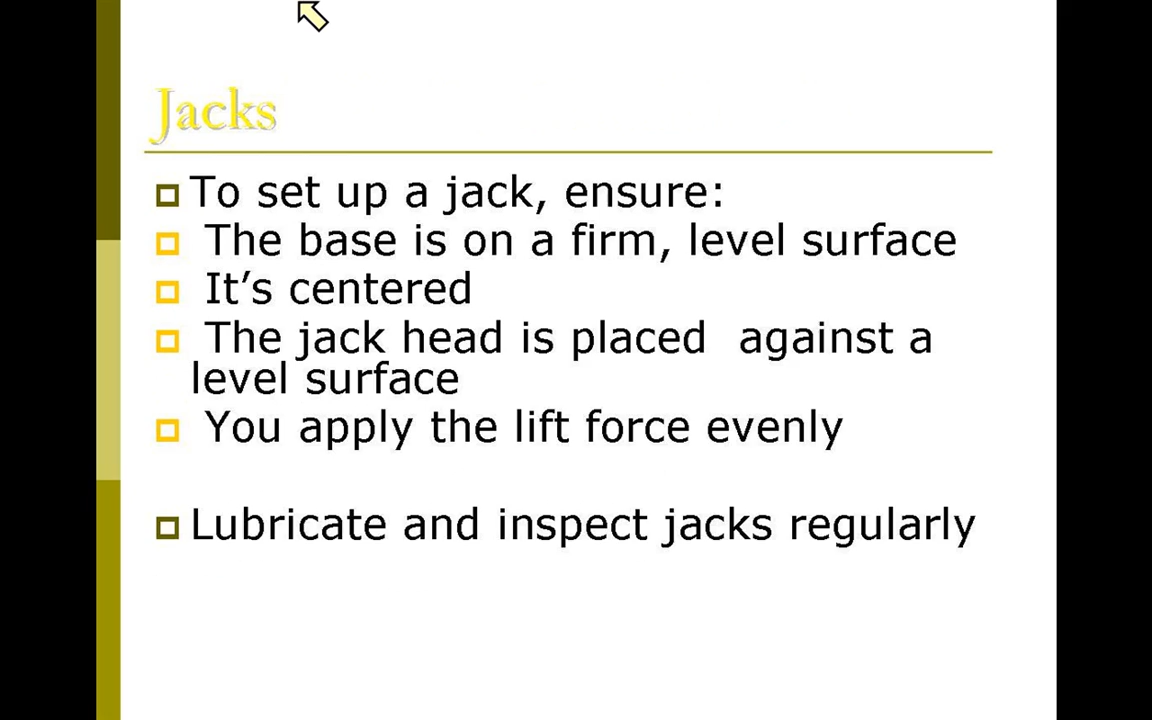 Jacks
To set up a jack, ensure:
The base is on a firm, level surface
It’s centered
The jack head is placed  against a
level surface
You apply the lift force evenly
Lubricate and inspect jacks regularly